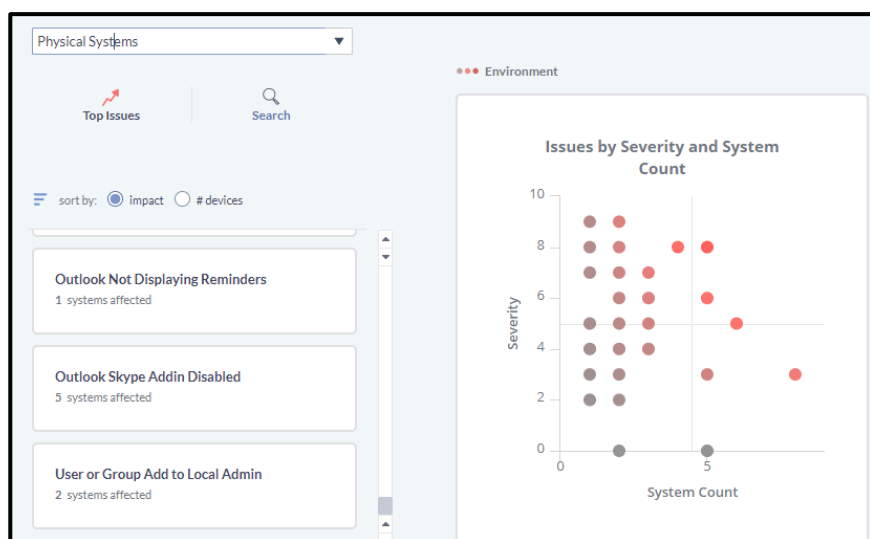 Physical Systems
Top Issues
Search
sort by: impact # devices
Outlook Not Displaying Reminders
1 systems affected
Outlook Skype Addin Disabled
5 systems affected
User or Group Add to Local Admin
2 systems affected
Environment
Issues by Severity and System
Count
10
8
6
4
2
0
Severity
0 5
System Count